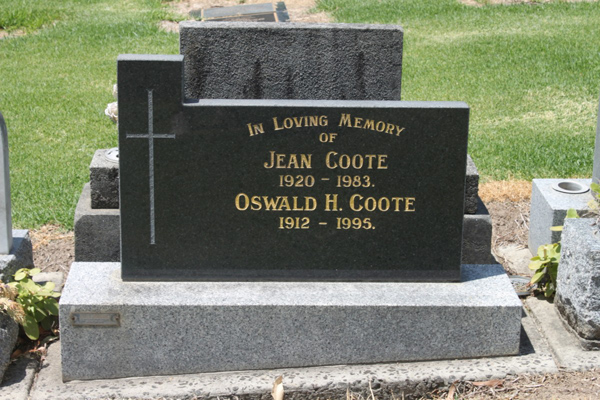 IN LOVING MEMORY
OF
JEAN COOTE
1920 - 1983.
OSWALD H. COOTE
1912 - 1995.